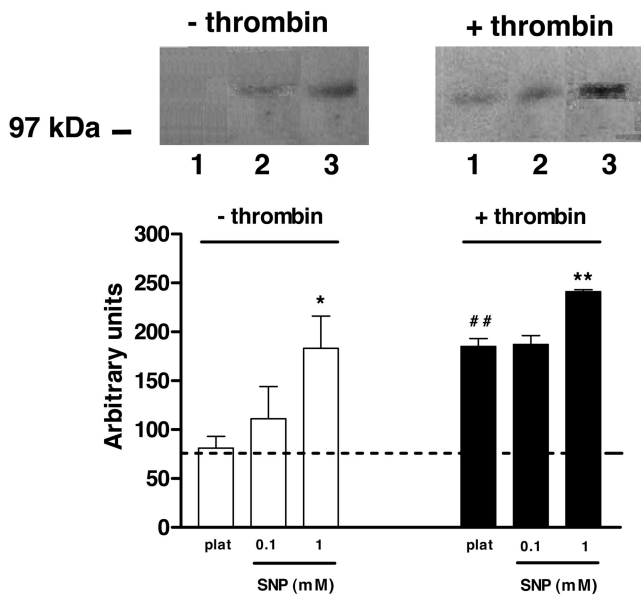 - thrombin + thrombin
97 kDa
1 2 3 1 2 3
- thrombin + thrombin
Arbitrary units
300
250
200
150
100
50
0
*
##
**
plat 0.1 1 plat 0.1 1
SNP (mM) SNP (mM)